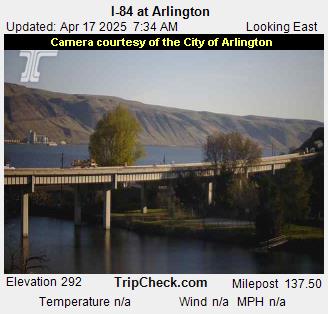 I-84 at Arlington
Updated: Apr 17 2025 7:34 AM Looking East
Camera courtesy of the City of Arlington
Elevation 292 TripCheck.com Milepost 137.50
Temperature n/a Wind n/a MPH n/a